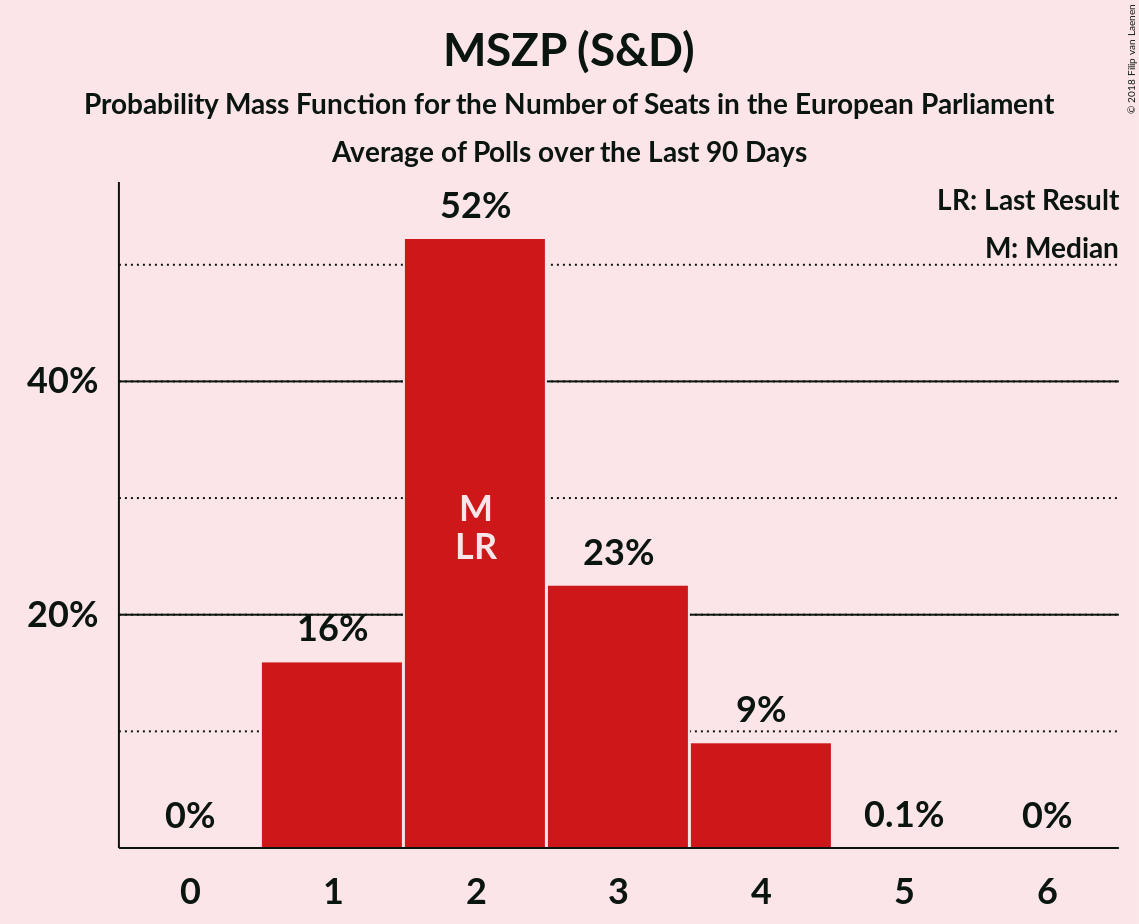 MSZP (S&D)
Probability Mass Function for the Number of Seats in the European Parliament
Average of Polls over the Last 90 Days
© 2018 Filip van Laenen
LR: Last Result
M: Median
52%
40%
M
LR
23%
20%
16%
9%
0%
0.1%
0%
0 1 2 3 4 5 6